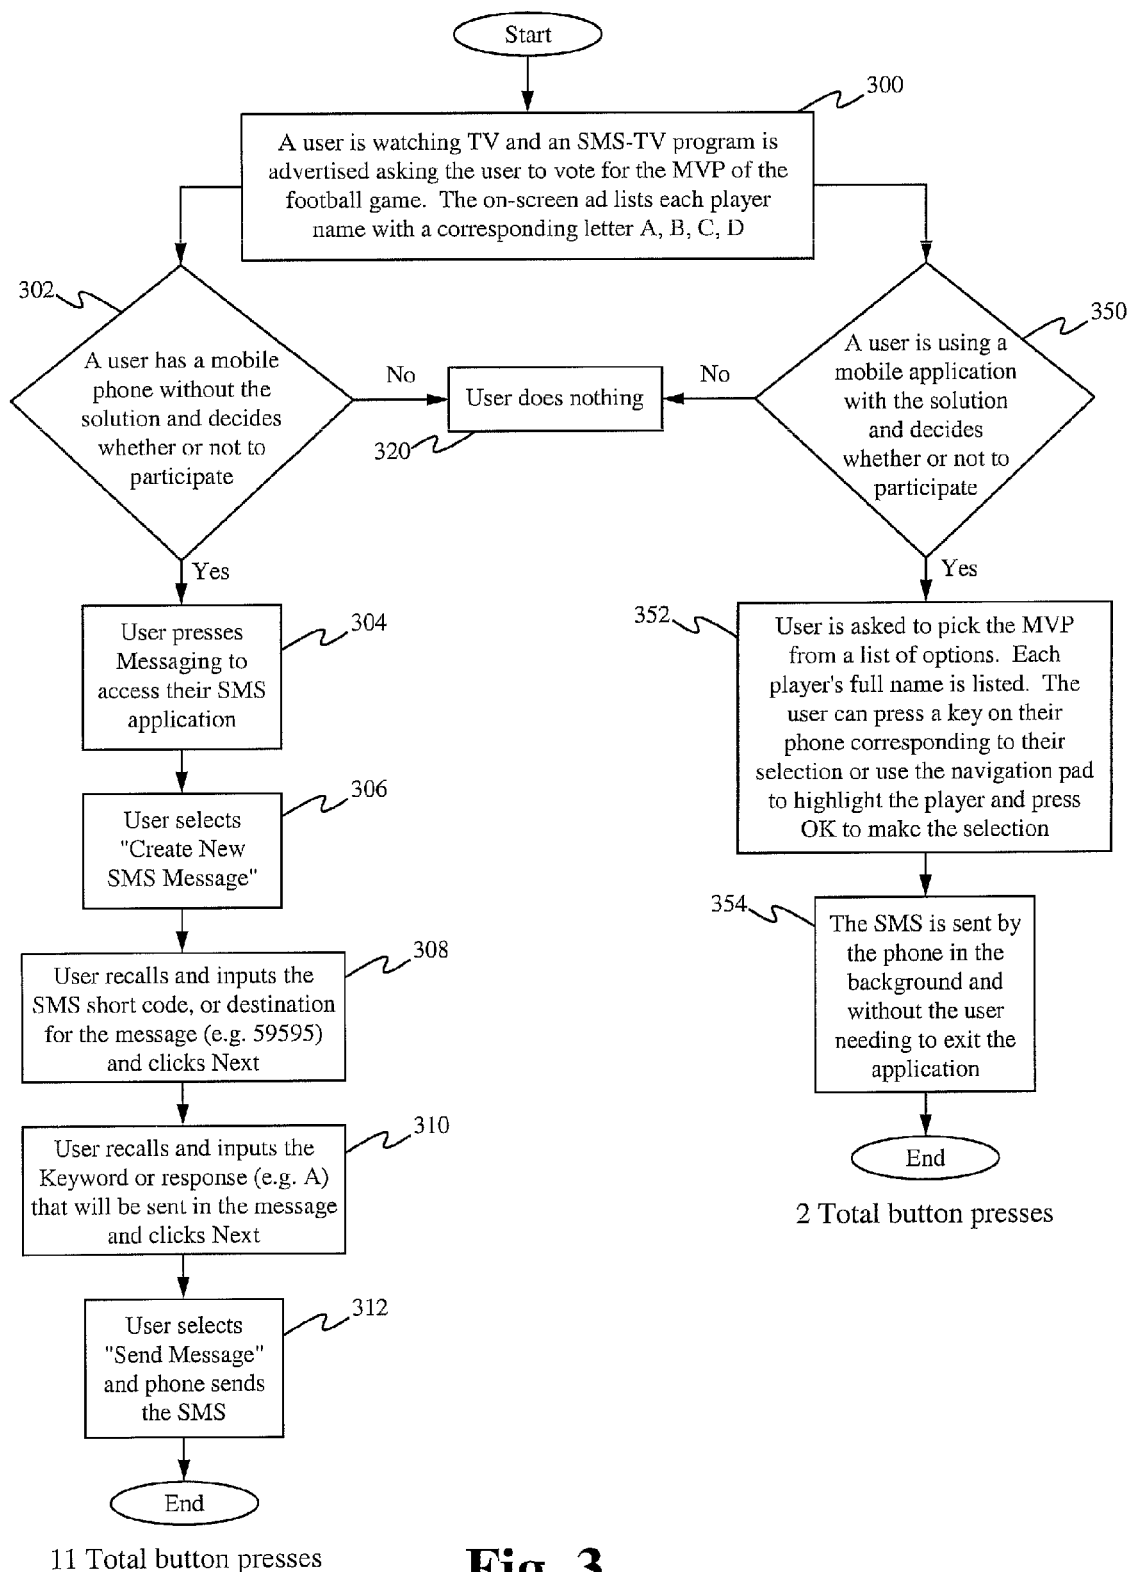 Start
300
A user is watching TV and an SMS-TV program is
advertised asking the user to vote for the MVP of the
football game. The on-screen ad lists each player
name with a corresponding letter A, B, C, D
302
A user has a mobile
phone without the
solution and decides
whether or not to
participate
No
User does nothing
320
No
350
A user is using a
mobile application
with the solution
and decides
whether or not to
participate
Yes
304
User presses
Messaging to
access their SMS
application
306
User selects
"Create New
SMS Message"
308
User recalls and inputs the
SMS short code, or destination
for the message (e.g. 59595)
and clicks Next
310
User recalls and inputs the
Keyword or response (e.g. A)
that will be sent in the message
and clicks Next
312
User selects
"Send Message"
and phone sends
the SMS
End
11 Total button presses
Yes
352
User is asked to pick the MVP
from a list of options. Each
player's full name is listed. The
user can press a key on their
phone corresponding to their
selection or use the navigation pad
to highlight the player and press
OK to make the selection
354
The SMS is sent by
the phone in the
background and
without the user
needing to exit the
application
End
2 Total button presses
Fig. 3